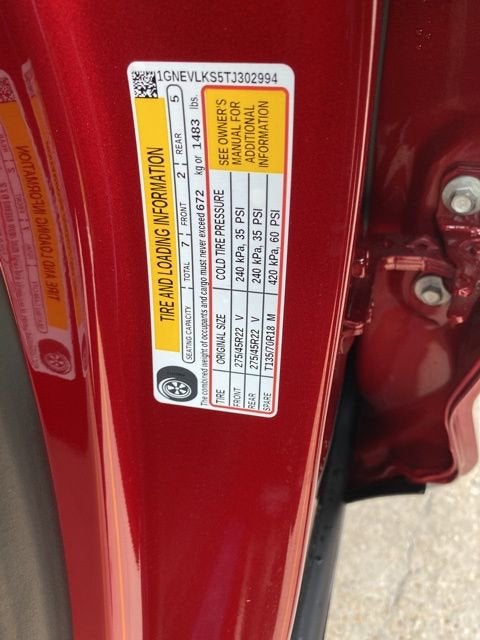 1GNEVLKS5TJ302994
TIRE AND LOADING INFORMATION
SEATING CAPACITY TOTAL 7 FRONT 2 REAR 5
The combined weight of occupants and cargo must never exceed 672 kg or 1483 lbs.
TIRE ORIGINAL SIZE COLD TIRE PRESSURE
FRONT 275/45R22 V 240 kPa, 35 PSI
REAR 275/45R22 V 240 kPa, 35 PSI
SPARE T135/70R18 M 420 kPa, 60 PSI
SEE OWNER'S
MANUAL FOR
ADDITIONAL
INFORMATION